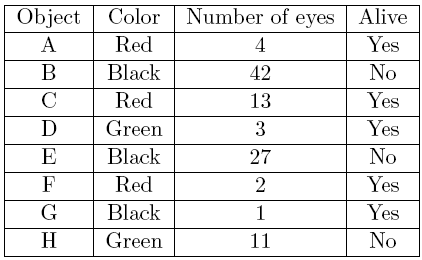 Object Color Number of eyes Alive
A Red 4 Yes
B Black 42 No
C Red 13 Yes
D Green 3 Yes
E Black 27 No
F Red 2 Yes
G Black 1 Yes
H Green 11 No